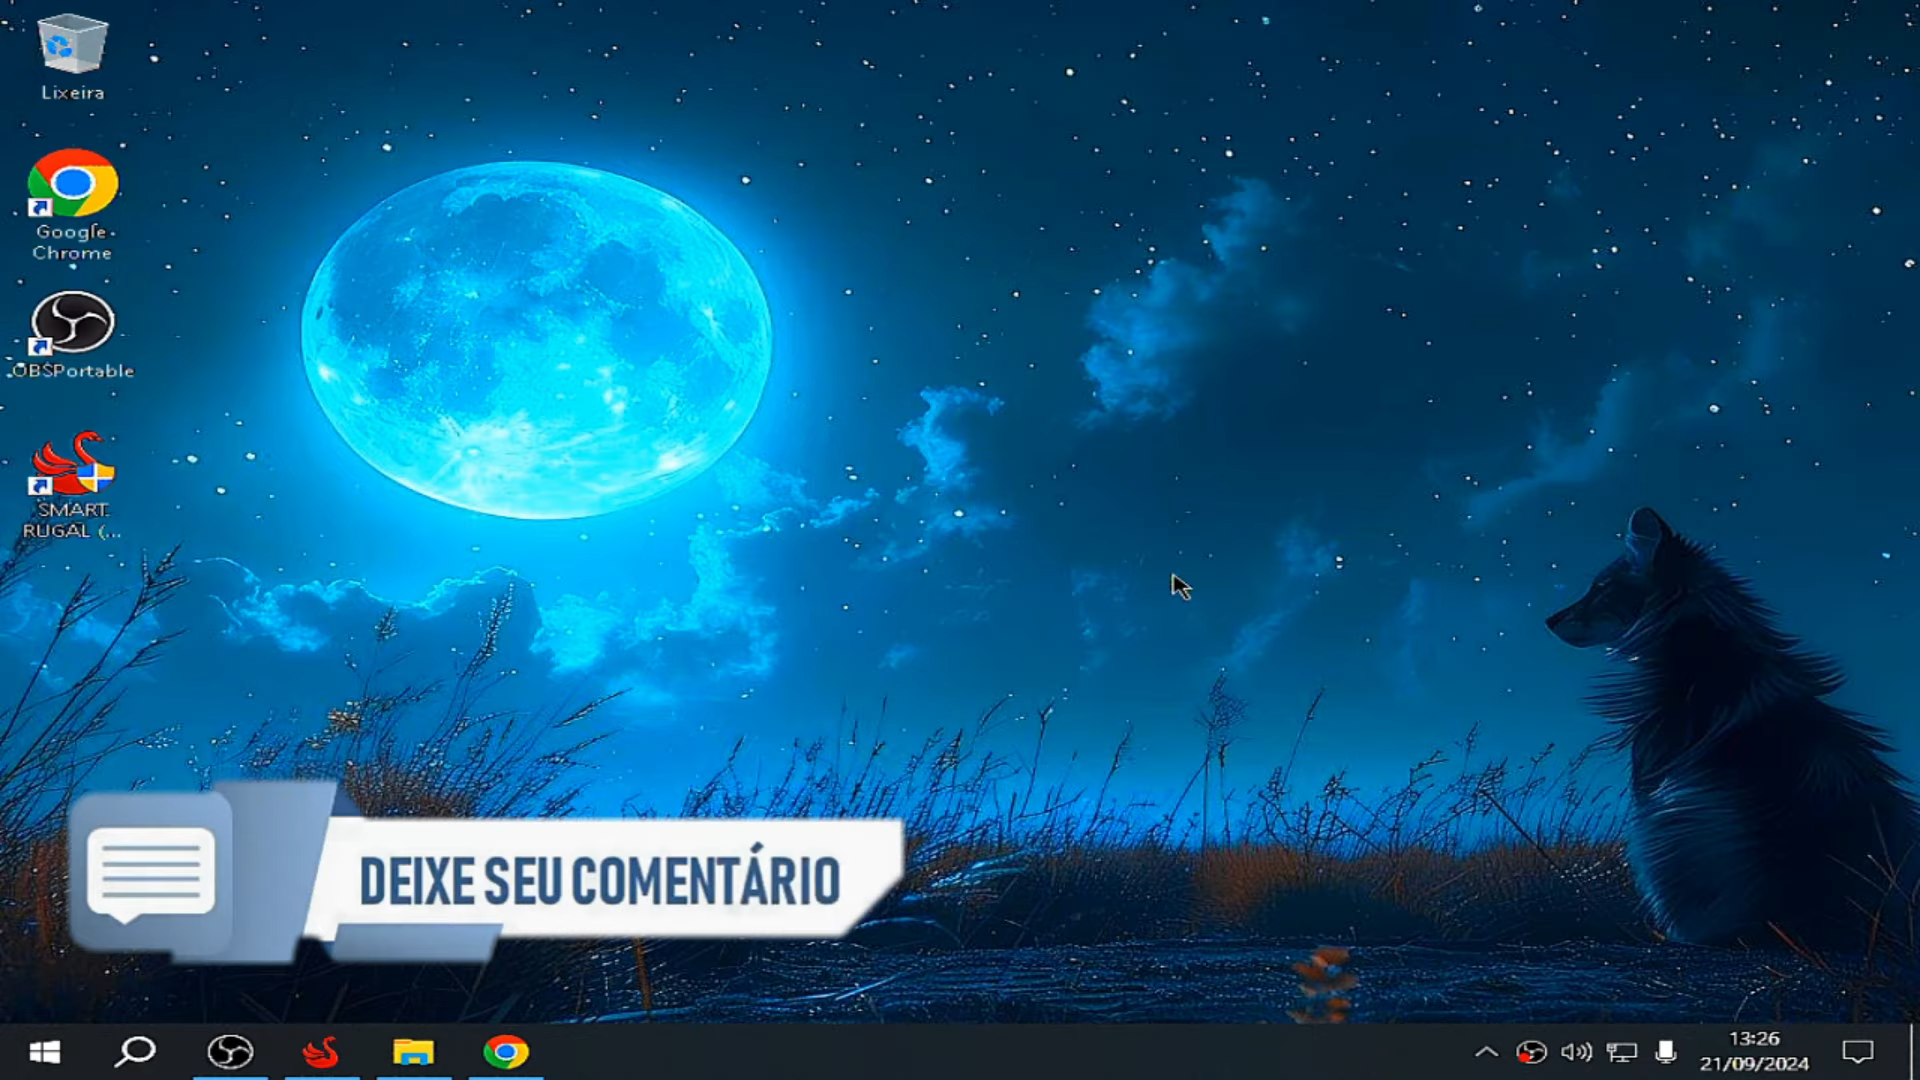 Lixeira
Google
Chrome
OBSPortable
SMART
RUGAL (...
DEIXE SEU COMENTÁRIO
13:26
21/09/2024